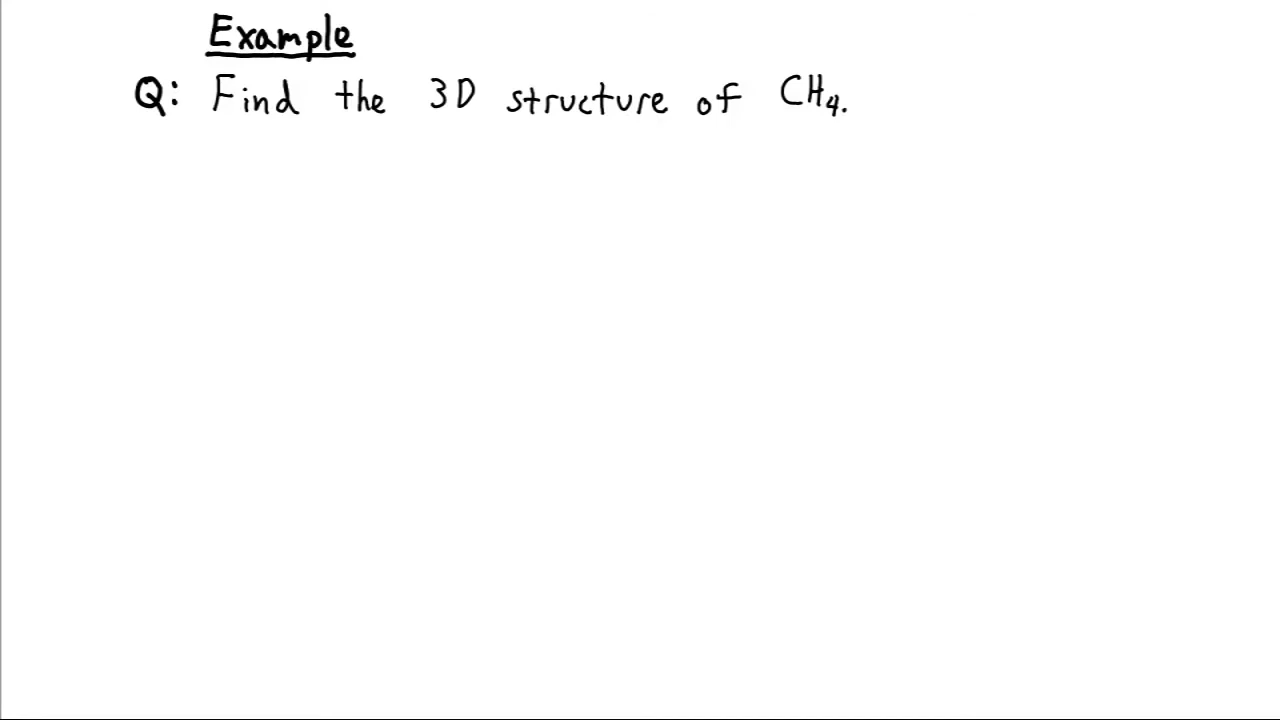 Example
Q: Find the 3D structure of CH₄.